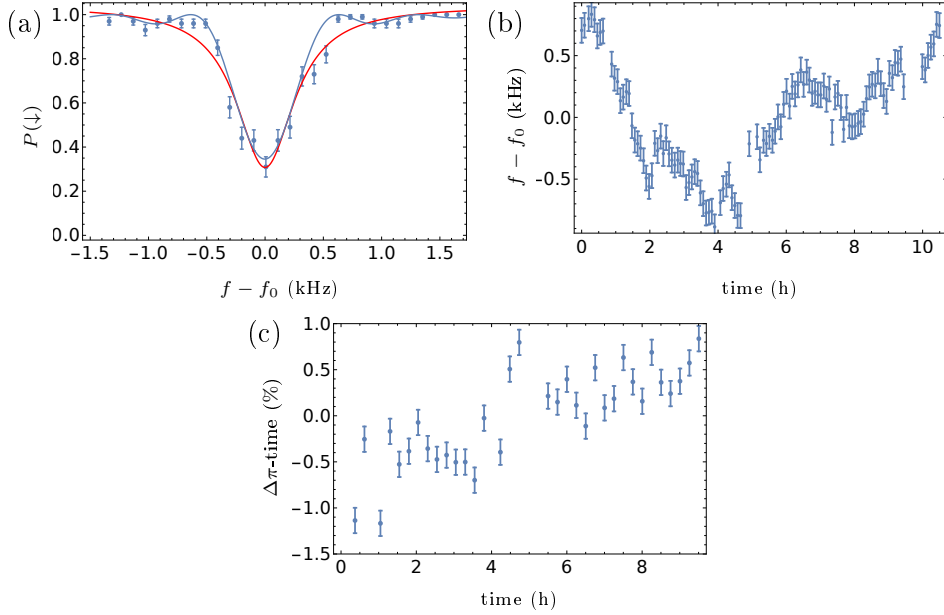 (a)
1.0
0.8
0.6
0.4
0.2
0.0
P(↓)
−1.5 −1.0 −0.5 0.0 0.5 1.0 1.5
f − f₀ (kHz)
(b)
0.5
0.0
−0.5
f − f₀ (kHz)
0 2 4 6 8 10
time (h)
(c)
1.0
0.5
0.0
−0.5
−1.0
−1.5
Δπ-time (%)
0 2 4 6 8
time (h)